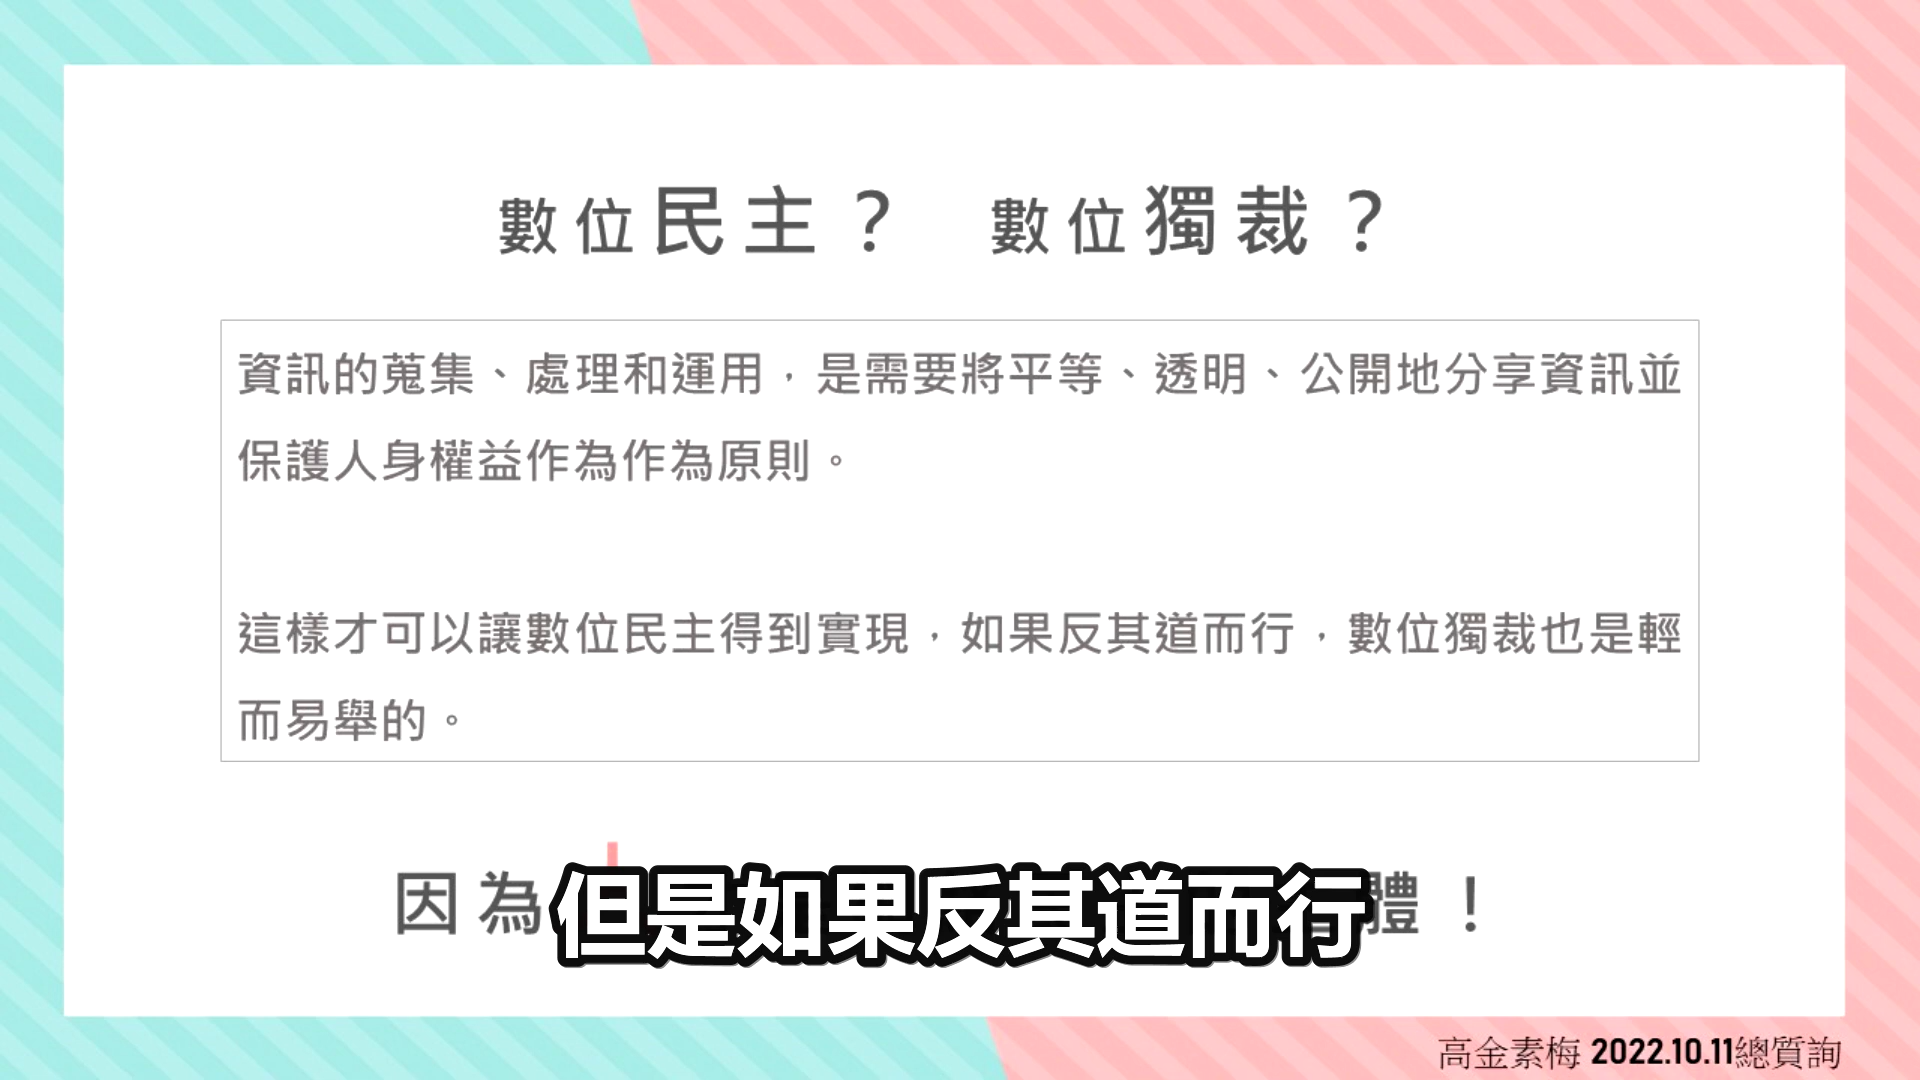 數位民主？ 數位獨裁？
資訊的蒐集、處理和運用，是需要將平等、透明、公開地分享資訊並
保護人身權益作為作為原則。
這樣才可以讓數位民主得到實現，如果反其道而行，數位獨裁也是輕
而易舉的。
因為
體！
但是如果反其道而行
高金素梅 2022.10.11總質詢